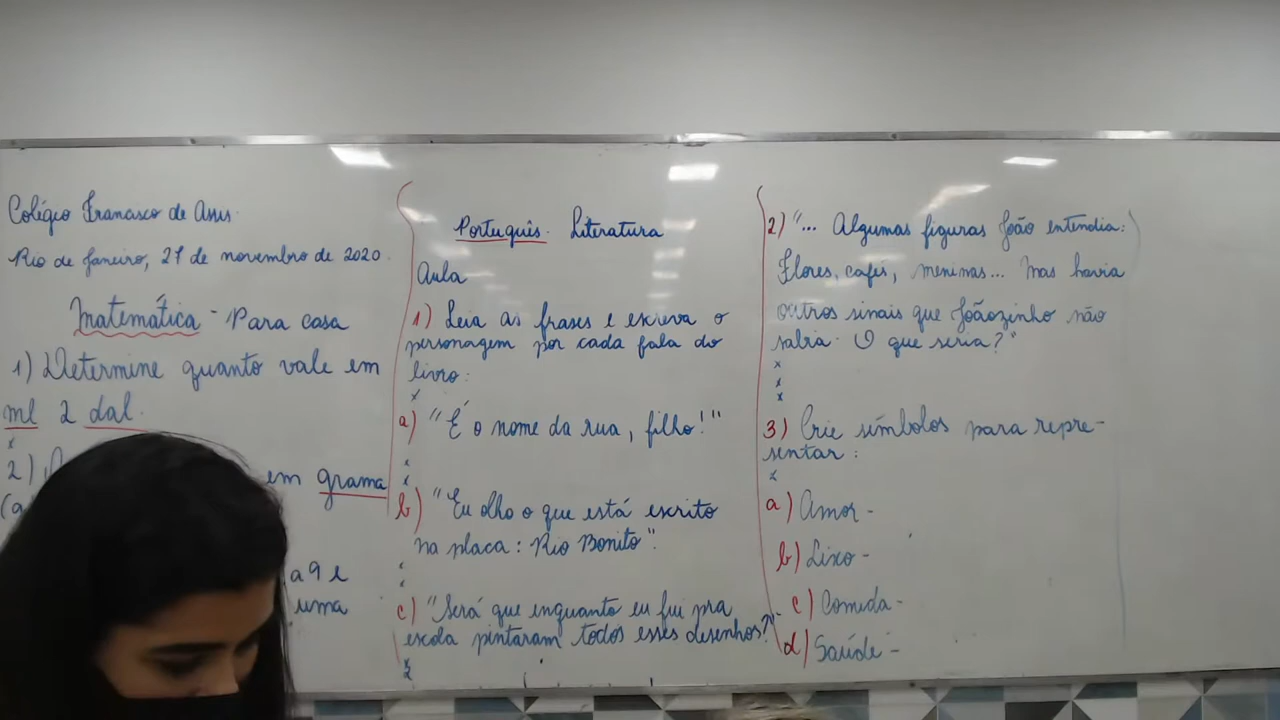 Colégio Francisco de Assis
Rio de Janeiro, 27 de novembro de 2020.
Matemática - Para casa
1) Determine quanto vale em
ml 2 dal.
x
2)
em grama
(a
a 9 e
uma
Português. Literatura
Aula
1) Leia as frases e escreva o
personagem por cada fala do
livro:
x
a) "É o nome da rua, filho!"
x
x
b) "Eu olho o que está escrito
na placa: Rio Bonito".
x
x
c) "Será que enquanto eu fui pra
escola pintaram todos esses desenhos?"
x
x
2) "... Algumas figuras João entendia:
Flores, cafés, meninas... Mas havia
outros sinais que Joãozinho não
sabia. O que seria?"
x
x
x
3) Crie símbolos para repre-
sentar:
x
a) Amor -
b) Lixo -
c) Comida -
d) Saúde -